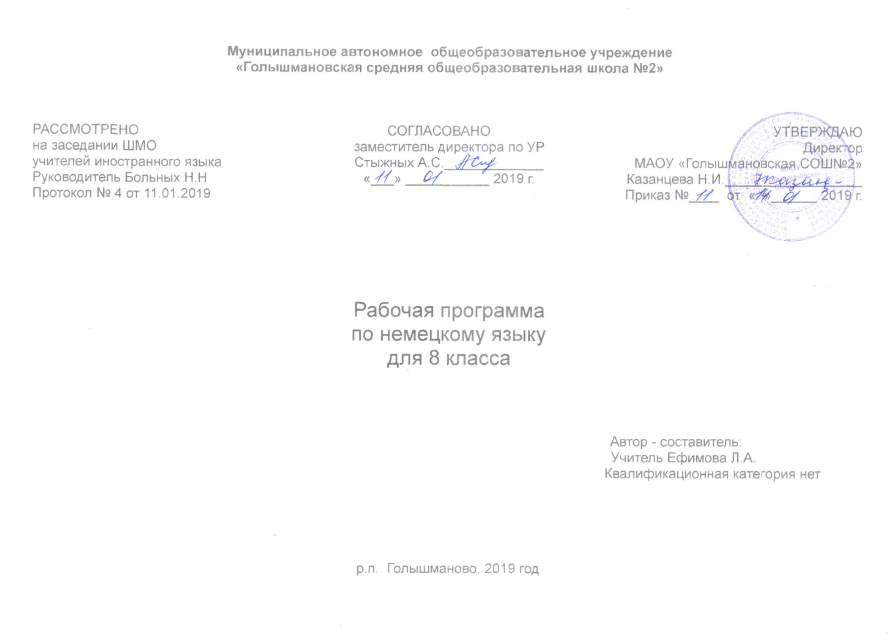 Муниципальное автономное общеобразовательное учреждение
«Голышмановская средняя общеобразовательная школа №2»
РАССМОТРЕНО
на заседании ШМО
учителей иностранного языка
Руководитель Больных Н.Н
Протокол № 4 от 11.01.2019
СОГЛАСОВАНО
заместитель директора по УР
Стыжных А.С.
«11» 01 2019 г.
УТВЕРЖДАЮ
Директор
МАОУ «Голышмановская СОШ№2»
Казанцева Н.И.
Приказ № 11 от « 01 2019 г.
Рабочая программа
по немецкому языку
для 8 класса
Автор - составитель:
Учитель Ефимова Л.А.
Квалификационная категория нет
р.п. Голышманово, 2019 год